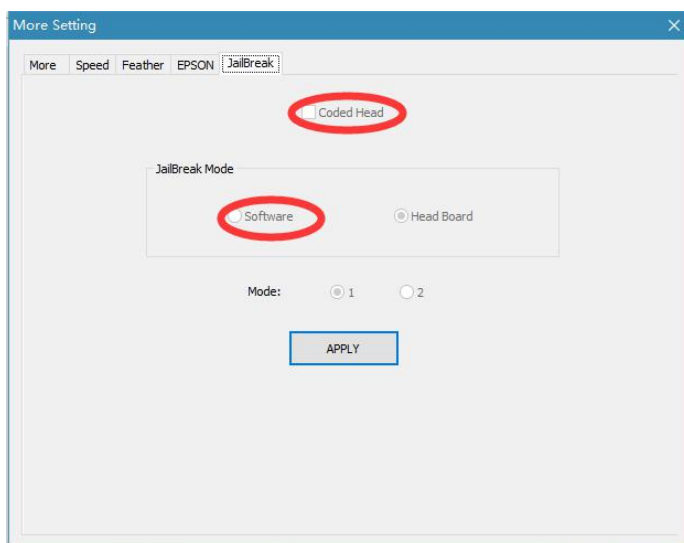 More Setting
More Speed Feather EPSON JailBreak
Coded Head
JailBreak Mode
Software Head Board
Mode: 1 2
APPLY